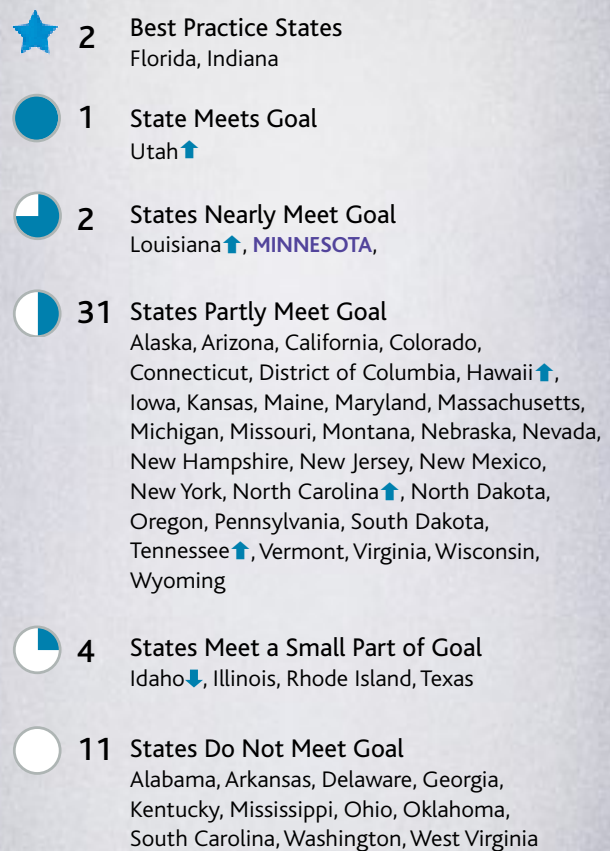 2 Best Practice States
Florida, Indiana
1 State Meets Goal
Utah⬆
2 States Nearly Meet Goal
Louisiana⬆, MINNESOTA,
31 States Partly Meet Goal
Alaska, Arizona, California, Colorado,
Connecticut, District of Columbia, Hawaii⬆,
Iowa, Kansas, Maine, Maryland, Massachusetts,
Michigan, Missouri, Montana, Nebraska, Nevada,
New Hampshire, New Jersey, New Mexico,
New York, North Carolina⬆, North Dakota,
Oregon, Pennsylvania, South Dakota,
Tennessee⬆, Vermont, Virginia, Wisconsin,
Wyoming
4 States Meet a Small Part of Goal
Idaho⬇, Illinois, Rhode Island, Texas
11 States Do Not Meet Goal
Alabama, Arkansas, Delaware, Georgia,
Kentucky, Mississippi, Ohio, Oklahoma,
South Carolina, Washington, West Virginia